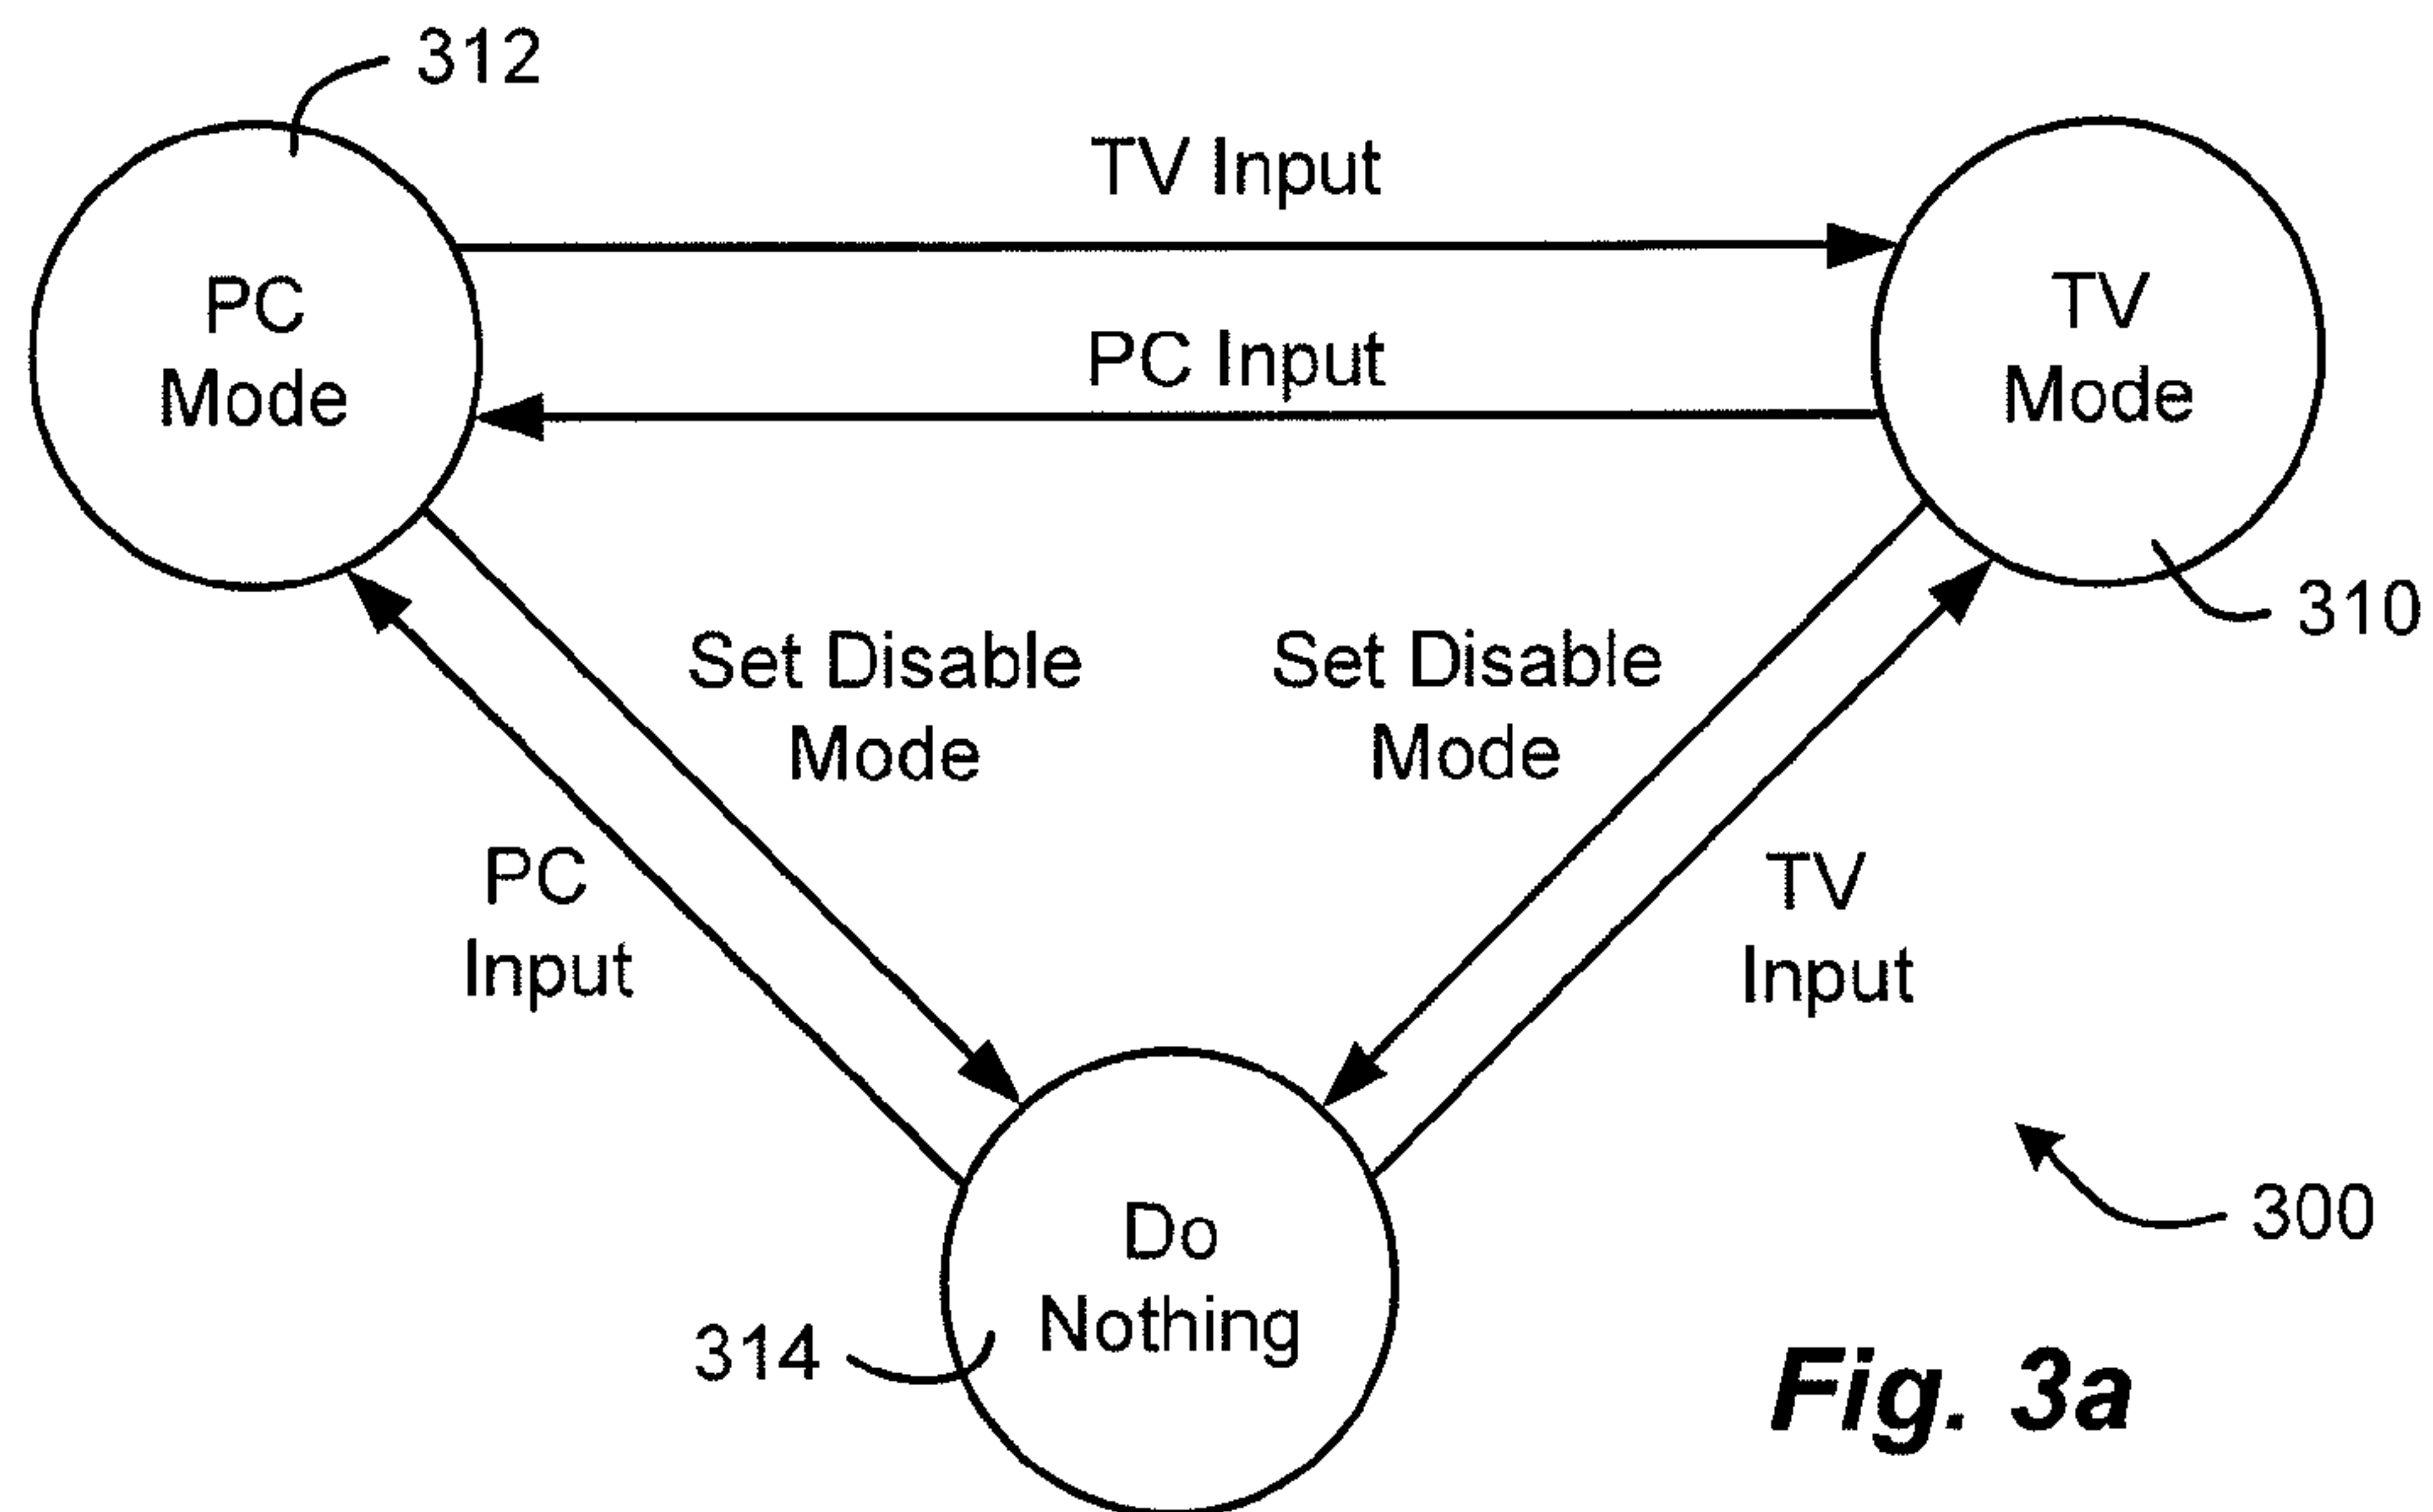 312
TV Input
PC
Mode
PC Input
TV
Mode
310
Set Disable
Mode
Set Disable
Mode
PC
Input
TV
Input
Do
Nothing
300
314
Fig. 3a